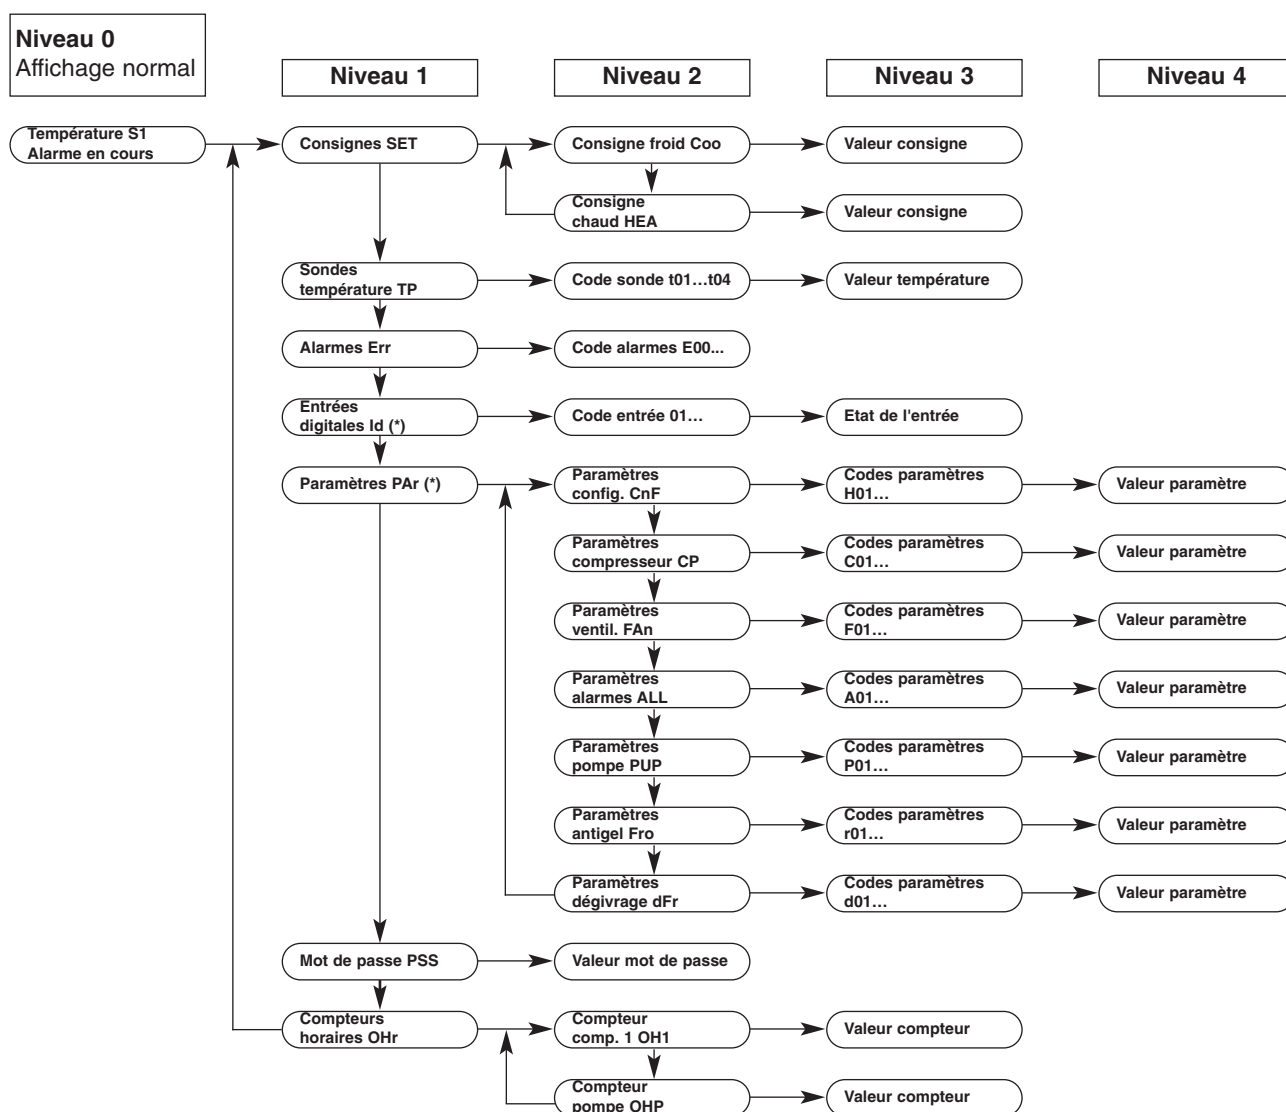 Niveau 0
Affichage normal
Niveau 1
Niveau 2
Niveau 3
Niveau 4
Température S1
Alarme en cours
Consignes SET
Consigne froid Coo
Valeur consigne
Consigne
chaud HEA
Valeur consigne
Sondes
température TP
Code sonde t01...t04
Valeur température
Alarmes Err
Code alarmes E00...
Entrées
digitales Id (*)
Code entrée 01...
Etat de l'entrée
Paramètres PAr (*)
Paramètres
config. CnF
Codes paramètres
H01...
Valeur paramètre
Paramètres
compresseur CP
Codes paramètres
C01...
Valeur paramètre
Paramètres
ventil. FAn
Codes paramètres
F01...
Valeur paramètre
Paramètres
alarmes ALL
Codes paramètres
A01...
Valeur paramètre
Paramètres
pompe PUP
Codes paramètres
P01...
Valeur paramètre
Paramètres
antigel Fro
Codes paramètres
r01...
Valeur paramètre
Paramètres
dégivrage dFr
Codes paramètres
d01...
Valeur paramètre
Mot de passe PSS
Valeur mot de passe
Compteurs
horaires OHr
Compteur
comp. 1 OH1
Valeur compteur
Compteur
pompe OHP
Valeur compteur